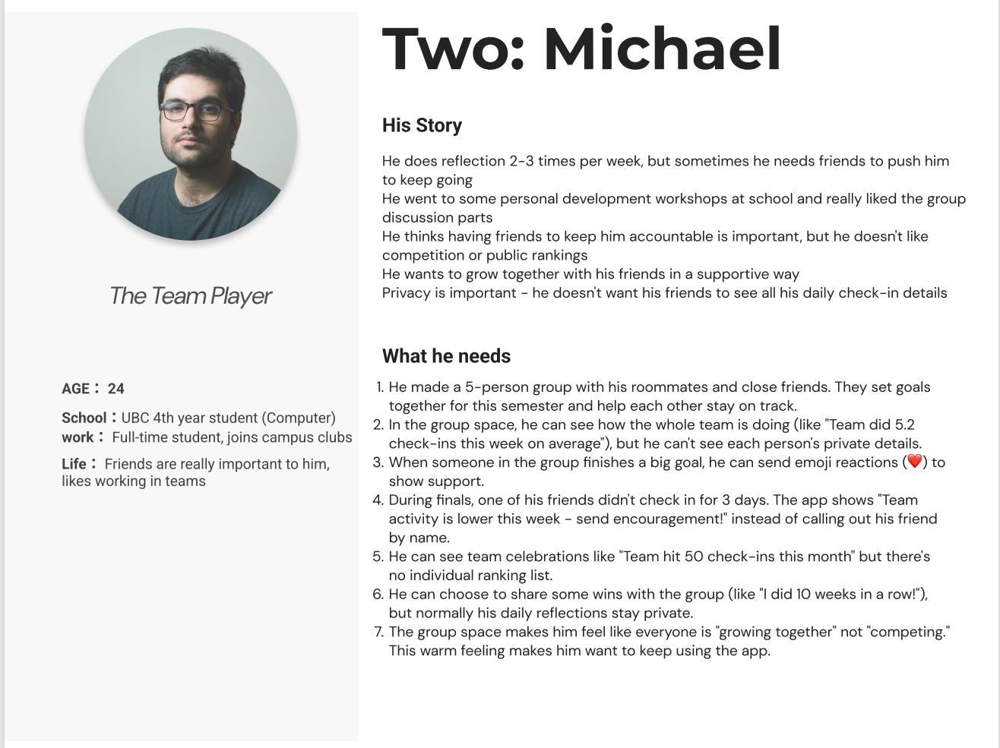 Two: Michael
The Team Player
AGE： 24
School：UBC 4th year student (Computer)
work： Full-time student, joins campus clubs
Life： Friends are really important to him,
likes working in teams
His Story
He does reflection 2-3 times per week, but sometimes he needs friends to push him
to keep going
He went to some personal development workshops at school and really liked the group
discussion parts
He thinks having friends to keep him accountable is important, but he doesn't like
competition or public rankings
He wants to grow together with his friends in a supportive way
Privacy is important - he doesn't want his friends to see all his daily check-in details
What he needs
1. He made a 5-person group with his roommates and close friends. They set goals
together for this semester and help each other stay on track.
2. In the group space, he can see how the whole team is doing (like "Team did 5.2
check-ins this week on average"), but he can't see each person's private details.
3. When someone in the group finishes a big goal, he can send emoji reactions (❤️) to
show support.
4. During finals, one of his friends didn't check in for 3 days. The app shows "Team
activity is lower this week - send encouragement!" instead of calling out his friend
by name.
5. He can see team celebrations like "Team hit 50 check-ins this month" but there's
no individual ranking list.
6. He can choose to share some wins with the group (like "I did 10 weeks in a row!"),
but normally his daily reflections stay private.
7. The group space makes him feel like everyone is "growing together" not "competing."
This warm feeling makes him want to keep using the app.